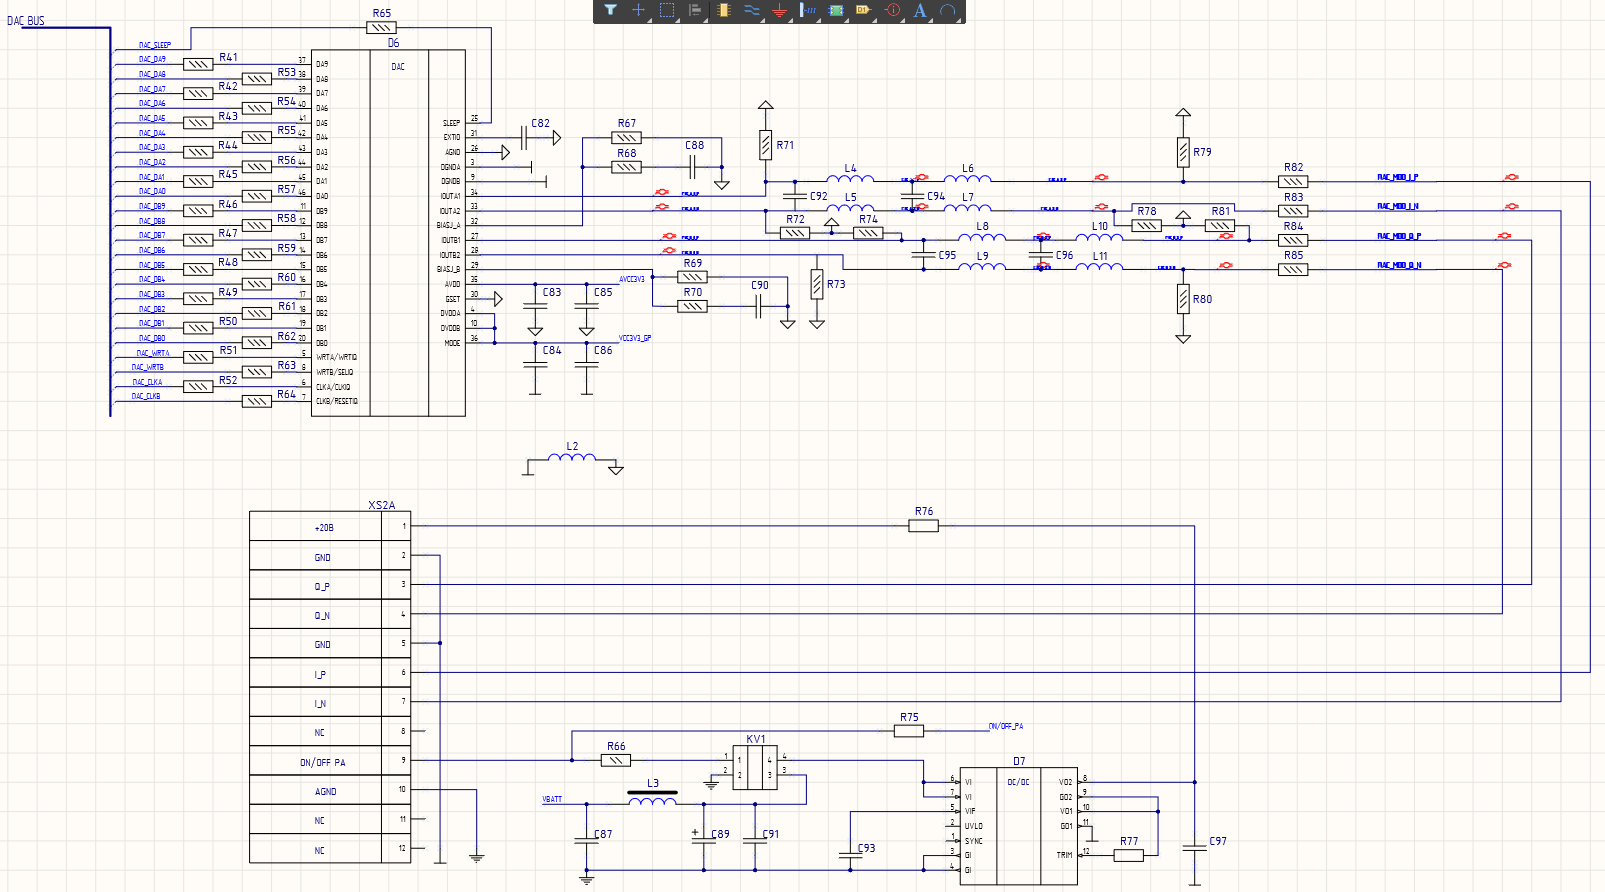 DAC BUS
DAC_SLEEP
DAC_DA9
DAC_DA8
DAC_DA7
DAC_DA6
DAC_DA5
DAC_DA4
DAC_DA3
DAC_DA2
DAC_DA1
DAC_DA0
DAC_DB9
DAC_DB8
DAC_DB7
DAC_DB6
DAC_DB5
DAC_DB4
DAC_DB3
DAC_DB2
DAC_DB1
DAC_DB0
DAC_WRTA
DAC_WRTB
DAC_CLKA
DAC_CLKB
R65
R41
R53
R42
R54
R43
R55
R44
R56
R45
R57
R46
R58
R47
R59
R48
R60
R49
R61
R50
R62
R51
R63
R52
R64
D6
DAC
37 DA9
38 DA8
39 DA7
40 DA6
41 DA5
42 DA4
43 DA3
44 DA2
45 DA1
46 DA0
11 DB9
12 DB8
13 DB7
14 DB6
15 DB5
16 DB4
17 DB3
18 DB2
19 DB1
20 DB0
5 WRTA/WRTIQ
8 WRTB/SELIQ
6 CLKA/CLKIQ
7 CLKB/RESETIQ
SLEEP 25
EXTIO 31
AGND 26
DGNDA 3
DGNDB 9
IOUTA1 34
IOUTA2 33
BIASJ_A 32
IOUTB1 27
IOUTB2 28
BIASJ_B 29
AVDD 35
GSET 30
DVDDA 4
DVDDB 10
MODE 36
C82
R67
R68
C88
R71
R79
L4
L6
R82
DAC_MOD_I_P
C92
C94
L5
L7
R83
DAC_MOD_I_N
R72
R74
R78
R81
L8
L10
R84
DAC_MOD_Q_P
C95
C96
L9
L11
R85
DAC_MOD_Q_N
R69
R70
C90
R73
R80
AVCC3V3
C83
C85
VCC3V3_GP
C84
C86
L2
XS2A
+20B 1
GND 2
Q_P 3
Q_N 4
GND 5
I_P 6
I_N 7
NC 8
ON/OFF PA 9
AGND 10
NC 11
NC 12
R76
R75
ON/OFF_PA
R66
KV1
1 1 4 4
2 2 3 3
L3
VBATT
C87
C89
+
C91
C93
D7
DC/DC
6 VI
7 VI
5 VIF
2 UVLO
1 SYNC
3 GI
4 GI
VO2 8
GO2 9
VO1 10
GO1 11
TRIM 12
R77
C97
D1
A